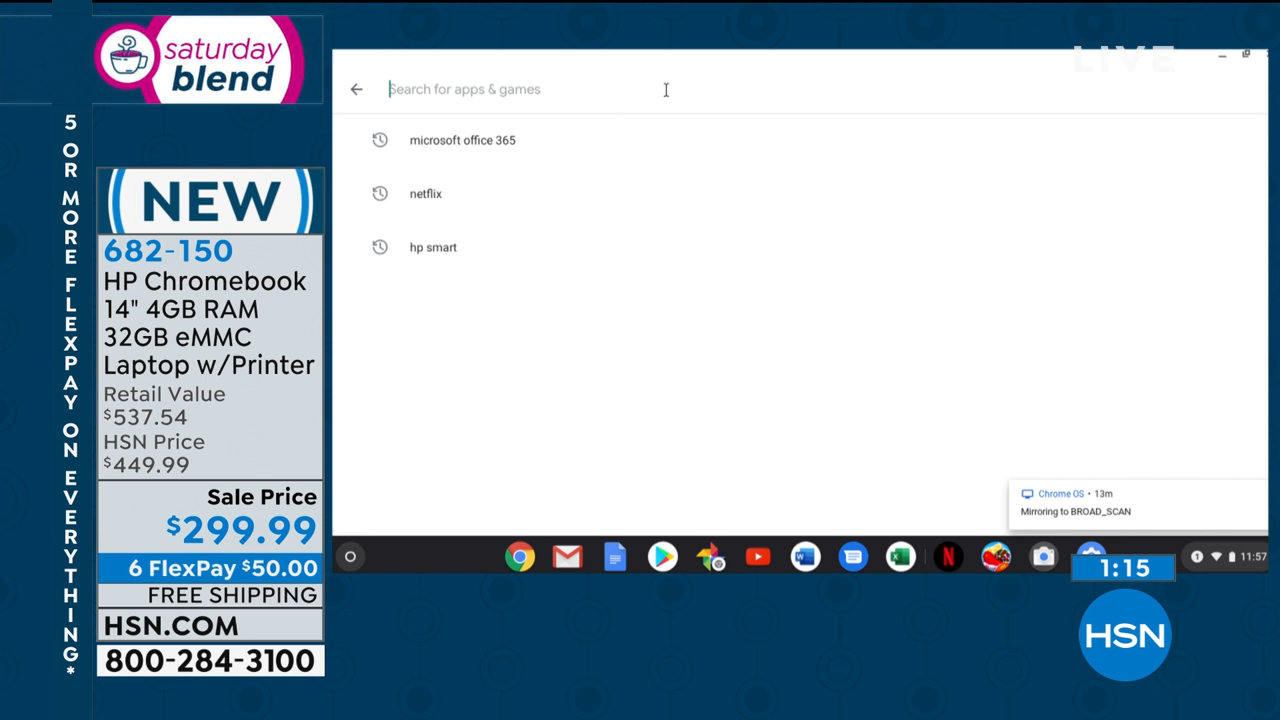 saturday
blend
5 OR MORE FLEXPAY ON EVERYTHING*
NEW
682-150
HP Chromebook
14" 4GB RAM
32GB eMMC
Laptop w/Printer
Retail Value
$537.54
HSN Price
$449.99
Sale Price
$299.99
6 FlexPay $50.00
FREE SHIPPING
HSN.COM
800-284-3100
LIVE
Search for apps & games
microsoft office 365
netflix
hp smart
Chrome OS • 13m
Mirroring to BROAD_SCAN
1 11:57
1:15
HSN